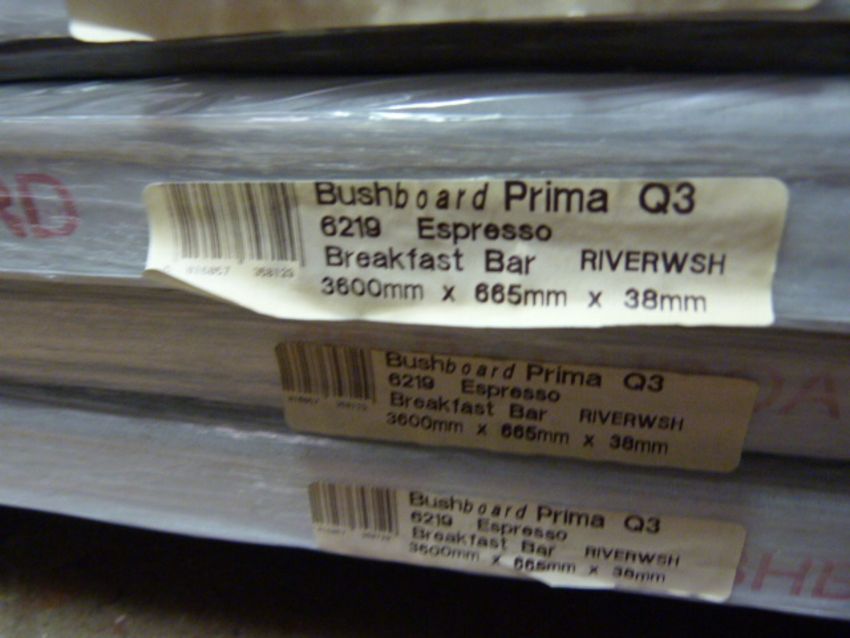 Bushboard Prima Q3
6219 Espresso
Breakfast Bar RIVERWSH
3600mm x 665mm x 38mm
Bushboard Prima Q3
6219 Espresso
Breakfast Bar RIVERWSH
3600mm x 665mm x 38mm
Bushboard Prima Q3
6219 Espresso
Breakfast Bar RIVERWSH
3600mm x 665mm x 38mm